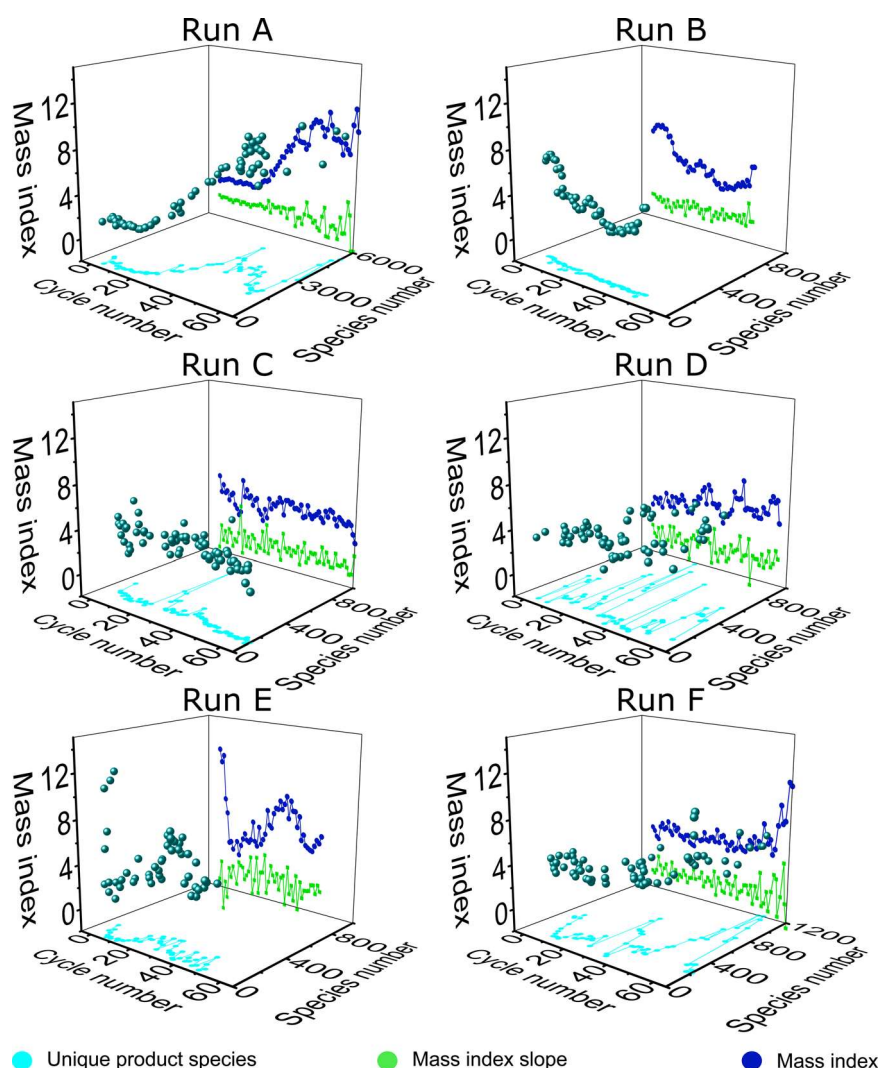 Run A
Mass index
12
8
4
0
0
20
40
60
Cycle number
0
3000
6000
Species number
Run B
Mass index
12
8
4
0
0
20
40
60
Cycle number
0
400
800
Species number
Run C
Mass index
12
8
4
0
0
20
40
60
Cycle number
0
400
800
Species number
Run D
Mass index
12
8
4
0
0
20
40
60
Cycle number
0
400
800
Species number
Run E
Mass index
12
8
4
0
0
20
40
60
Cycle number
0
400
800
Species number
Run F
Mass index
12
8
4
0
0
20
40
60
Cycle number
0
400
800
1200
Species number
Unique product species
Mass index slope
Mass index